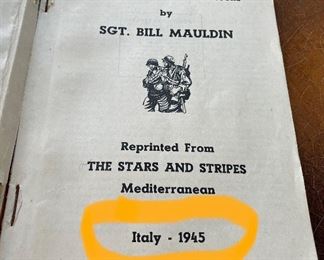 by
SGT. BILL MAULDIN
Reprinted From
THE STARS AND STRIPES
Mediterranean
Italy - 1945